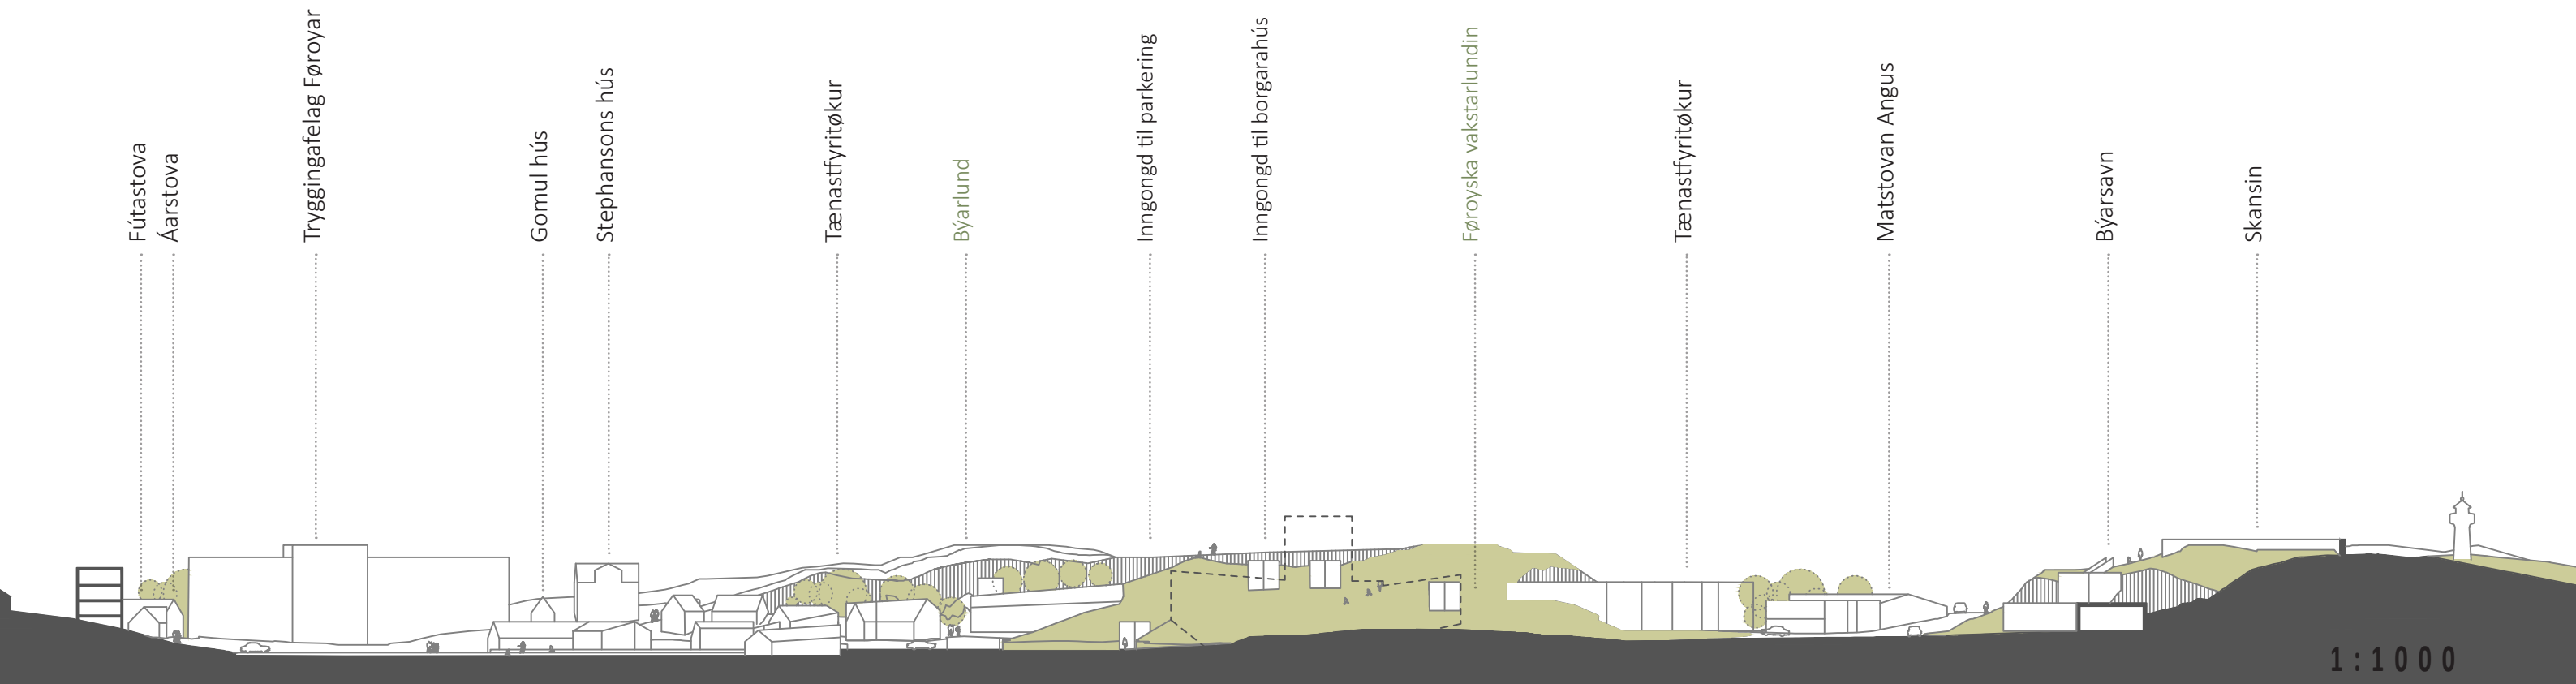 Fútastova
Áarstova
Tryggingafelag Føroyar
Gomul hús
Stephansons hús
Tænastfyritøkur
Býarlund
Inngongd til parkering
Inngongd til borgarahús
Føroyska vakstarlundin
Tænastfyritøkur
Matstovan Angus
Býarsavn
Skansin
1:1000